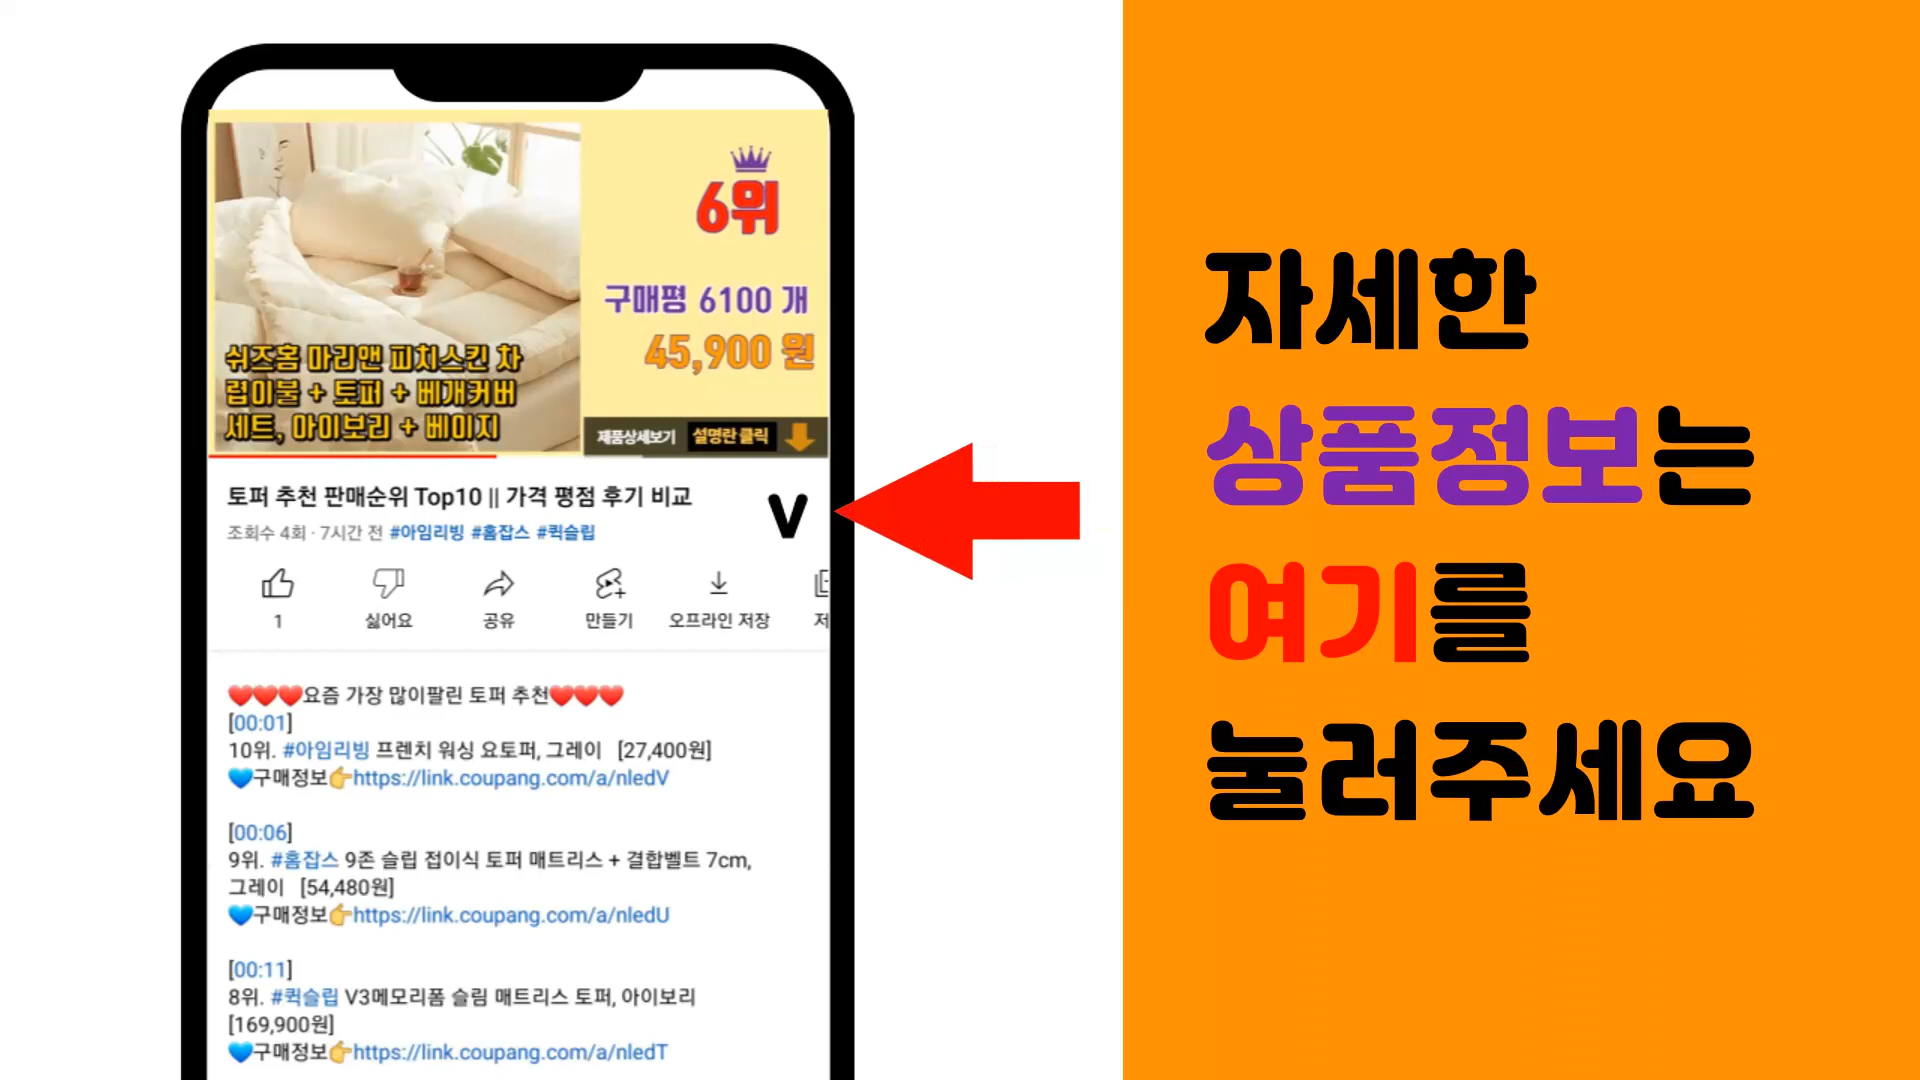 6위
구매평 6100 개
45,900 원
쉬즈홈 마리앤 피치스킨 차
렵이불 + 토퍼 + 베개커버
세트, 아이보리 + 베이지
제품상세보기 설명란 클릭
토퍼 추천 판매순위 Top10 || 가격 평점 후기 비교
V
조회수 4회 · 7시간 전 #아임리빙 #홈잡스 #퀵슬립
1 싫어요 공유 만들기 오프라인 저장 저
❤️❤️❤️요즘 가장 많이팔린 토퍼 추천❤️❤️❤️
[00:01]
10위. #아임리빙 프렌치 워싱 요토퍼, 그레이 [27,400원]
💙구매정보👉https://link.coupang.com/a/nledV
[00:06]
9위. #홈잡스 9존 슬립 접이식 토퍼 매트리스 + 결합벨트 7cm,
그레이 [54,480원]
💙구매정보👉https://link.coupang.com/a/nledU
[00:11]
8위. #퀵슬립 V3메모리폼 슬림 매트리스 토퍼, 아이보리
[169,900원]
💙구매정보👉https://link.coupang.com/a/nledT
자세한
상품정보는
여기를
눌러주세요